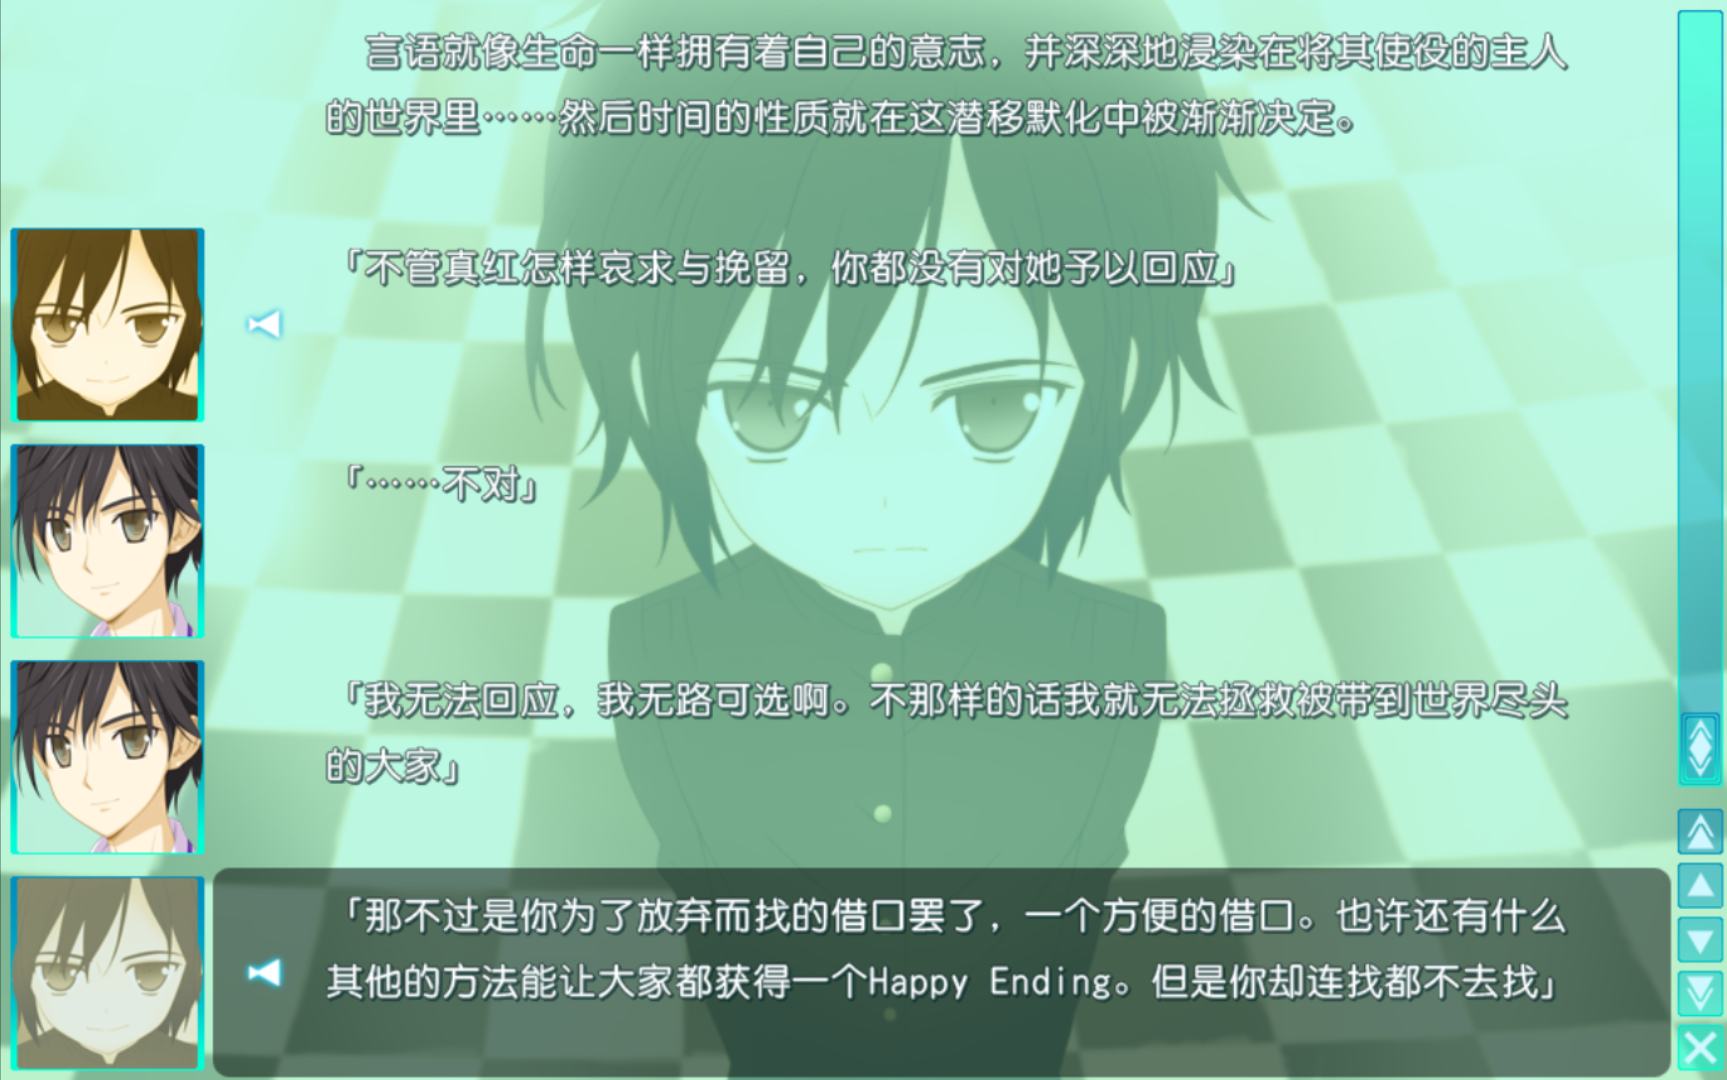 言语就像生命一样拥有着自己的意志，并深深地浸染在将其使役的主人
的世界里……然后时间的性质就在这潜移默化中被渐渐决定。
「不管真红怎样哀求与挽留，你都没有对她予以回应」
「……不对」
「我无法回应，我无路可选啊。不那样的话我就无法拯救被带到世界尽头
的大家」
「那不过是你为了放弃而找的借口罢了，一个方便的借口。也许还有什么
其他的方法能让大家都获得一个Happy Ending。但是你却连找都不去找」